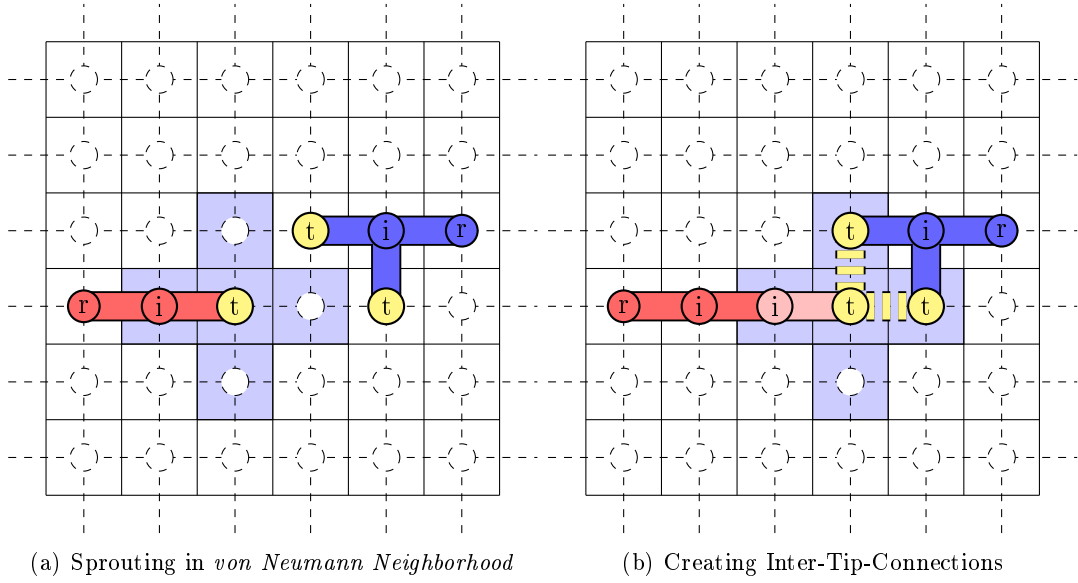 t i r t i r
r i t t r i i t t
(a) Sprouting in von Neumann Neighborhood (b) Creating Inter-Tip-Connections